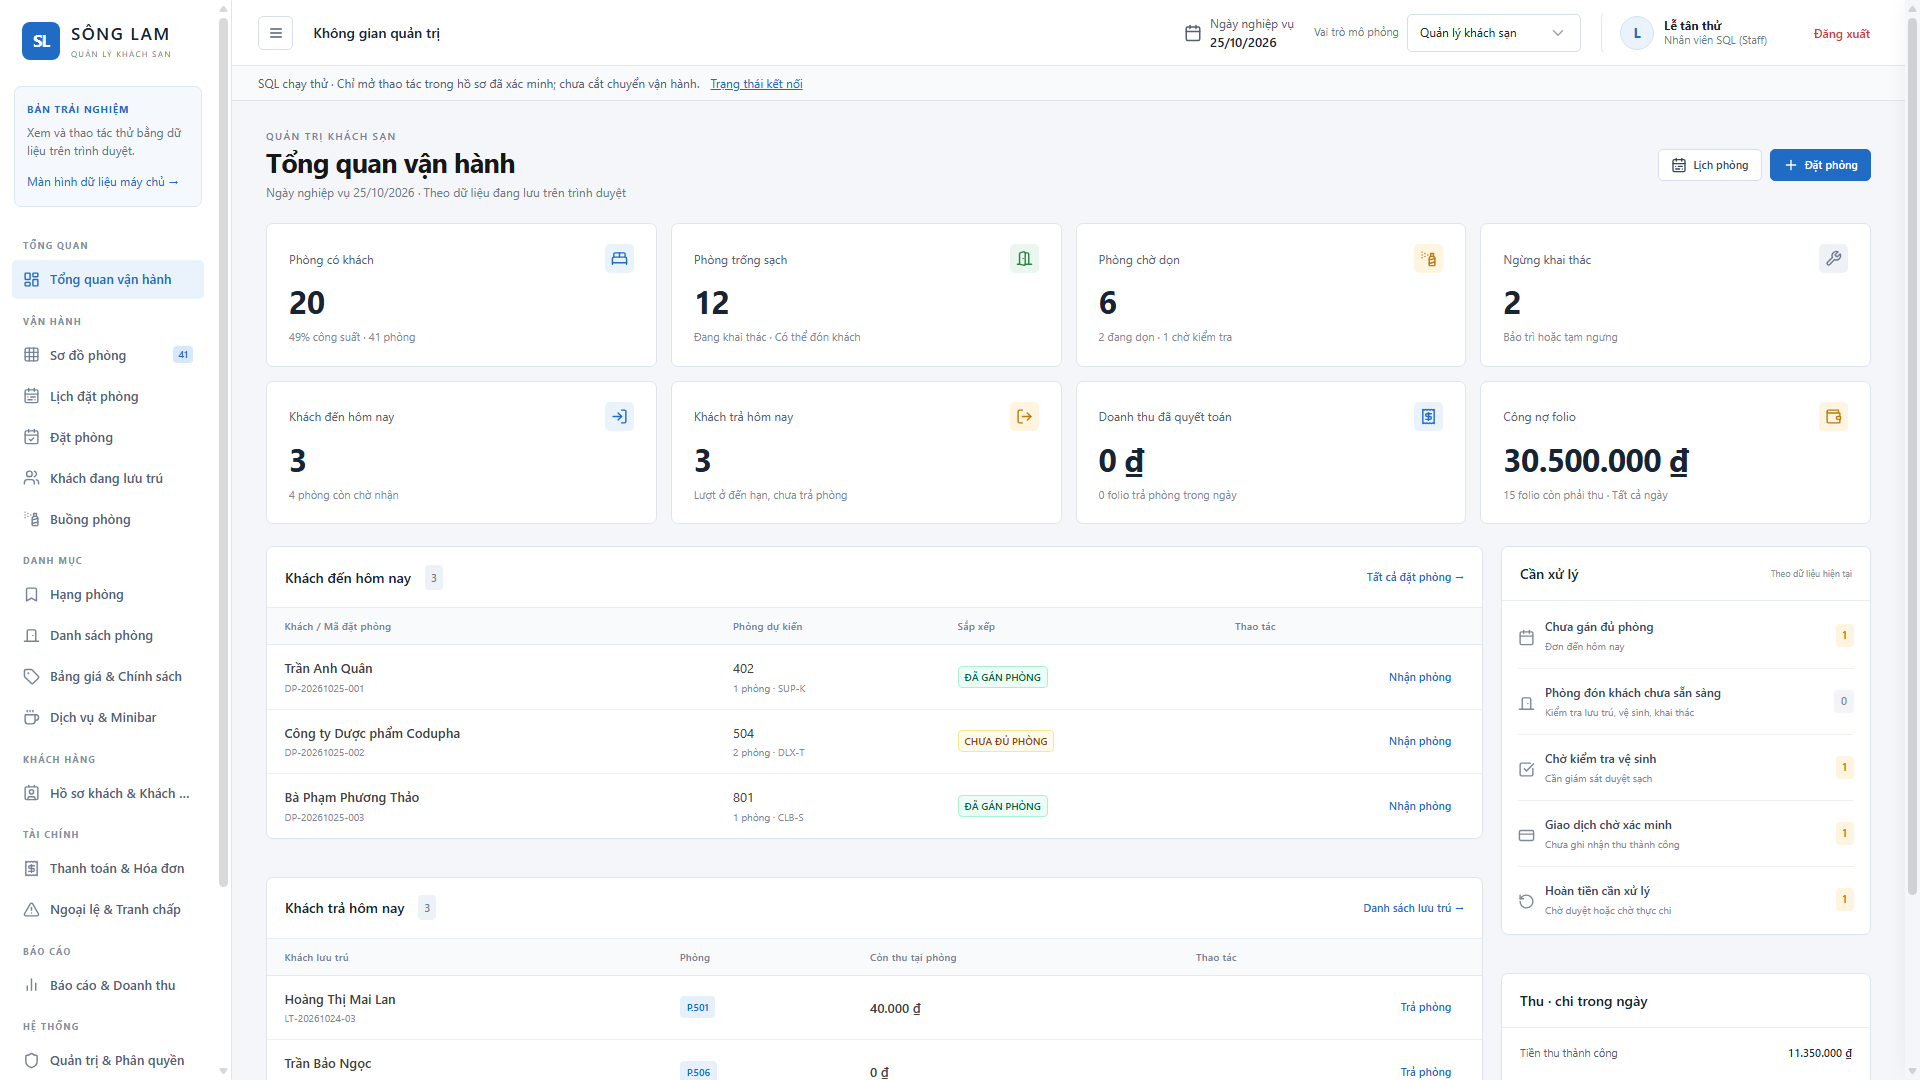 SL
SÔNG LAM
QUẢN LÝ KHÁCH SẠN
BẢN TRẢI NGHIỆM
Xem và thao tác thử bằng dữ
liệu trên trình duyệt.
Màn hình dữ liệu máy chủ →
TỔNG QUAN
Tổng quan vận hành
VẬN HÀNH
Sơ đồ phòng
41
Lịch đặt phòng
Đặt phòng
Khách đang lưu trú
Buồng phòng
DANH MỤC
Hạng phòng
Danh sách phòng
Bảng giá & Chính sách
Dịch vụ & Minibar
KHÁCH HÀNG
Hồ sơ khách & Khách ...
TÀI CHÍNH
Thanh toán & Hóa đơn
Ngoại lệ & Tranh chấp
BÁO CÁO
Báo cáo & Doanh thu
HỆ THỐNG
Quản trị & Phân quyền
Không gian quản trị
Ngày nghiệp vụ
25/10/2026
Vai trò mô phỏng
Quản lý khách sạn
L
Lễ tân thử
Nhân viên SQL (Staff)
Đăng xuất
SQL chạy thử · Chỉ mở thao tác trong hồ sơ đã xác minh; chưa cắt chuyển vận hành. Trạng thái kết nối
QUẢN TRỊ KHÁCH SẠN
Tổng quan vận hành
Ngày nghiệp vụ 25/10/2026 · Theo dữ liệu đang lưu trên trình duyệt
Lịch phòng
Đặt phòng
Phòng có khách
20
49% công suất · 41 phòng
Phòng trống sạch
12
Đang khai thác · Có thể đón khách
Phòng chờ dọn
6
2 đang dọn · 1 chờ kiểm tra
Ngừng khai thác
2
Bảo trì hoặc tạm ngưng
Khách đến hôm nay
3
4 phòng còn chờ nhận
Khách trả hôm nay
3
Lượt ở đến hạn, chưa trả phòng
Doanh thu đã quyết toán
0 ₫
0 folio trả phòng trong ngày
Công nợ folio
30.500.000 ₫
15 folio còn phải thu · Tất cả ngày
Khách đến hôm nay 3
Tất cả đặt phòng →
Khách / Mã đặt phòng
Phòng dự kiến
Sắp xếp
Thao tác
Trần Anh Quân
DP-20261025-001
402
1 phòng · SUP-K
ĐÃ GÁN PHÒNG
Nhận phòng
Công ty Dược phẩm Codupha
DP-20261025-002
504
2 phòng · DLX-T
CHƯA ĐỦ PHÒNG
Nhận phòng
Bà Phạm Phương Thảo
DP-20261025-003
801
1 phòng · CLB-S
ĐÃ GÁN PHÒNG
Nhận phòng
Khách trả hôm nay 3
Danh sách lưu trú →
Khách lưu trú
Phòng
Còn thu tại phòng
Thao tác
Hoàng Thị Mai Lan
LT-20261024-03
P.501
40.000 ₫
Trả phòng
Trần Bảo Ngọc
P.506
0 ₫
Trả phòng
Cần xử lý
Theo dữ liệu hiện tại
Chưa gán đủ phòng
Đơn đến hôm nay
1
Phòng đón khách chưa sẵn sàng
Kiểm tra lưu trú, vệ sinh, khai thác
0
Chờ kiểm tra vệ sinh
Cần giám sát duyệt sạch
1
Giao dịch chờ xác minh
Chưa ghi nhận thu thành công
1
Hoàn tiền cần xử lý
Chờ duyệt hoặc chờ thực chi
1
Thu · chi trong ngày
Tiền thu thành công
11.350.000 ₫